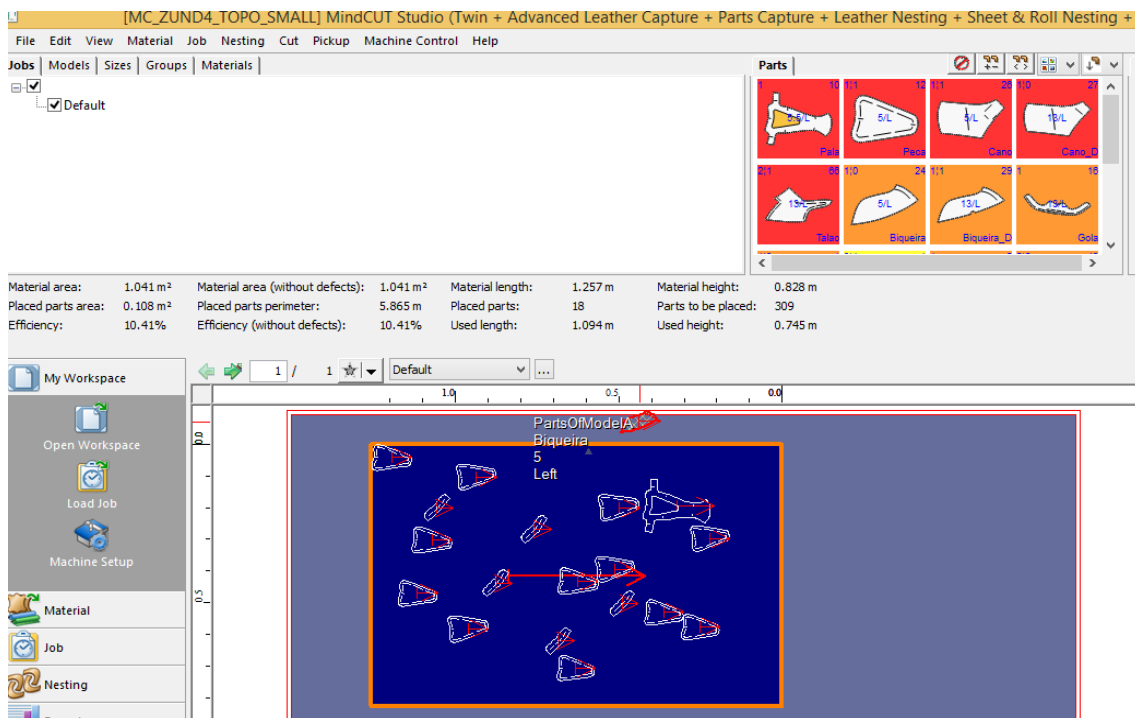 [MC_ZUND4_TOPO_SMALL] MindCUT Studio (Twin + Advanced Leather Capture + Parts Capture + Leather Nesting + Sheet & Roll Nesting +
File Edit View Material Job Nesting Cut Pickup Machine Control Help
Jobs Models Sizes Groups Materials
Parts
Default
1 10 1;1 12 1;1 26 1;0 27
5.5/L 5/L 5/L 13/L
Pala Peca Cano Cano_D
2;1 66 1;0 24 1;1 29 1 16
13/L 5/L 13/L 13/L
Talao Biqueira Biqueira_D Gola
Material area: 1.041 m² Material area (without defects): 1.041 m² Material length: 1.257 m Material height: 0.828 m
Placed parts area: 0.108 m² Placed parts perimeter: 5.865 m Placed parts: 18 Parts to be placed: 309
Efficiency: 10.41% Efficiency (without defects): 10.41% Used length: 1.094 m Used height: 0.745 m
My Workspace
1 / 1 Default ...
1.0 0.5 0.0
PartsOfModelA
Biqueira
5
Left
0.0
0.5
Open Workspace
Load Job
Machine Setup
Material
Job
Nesting